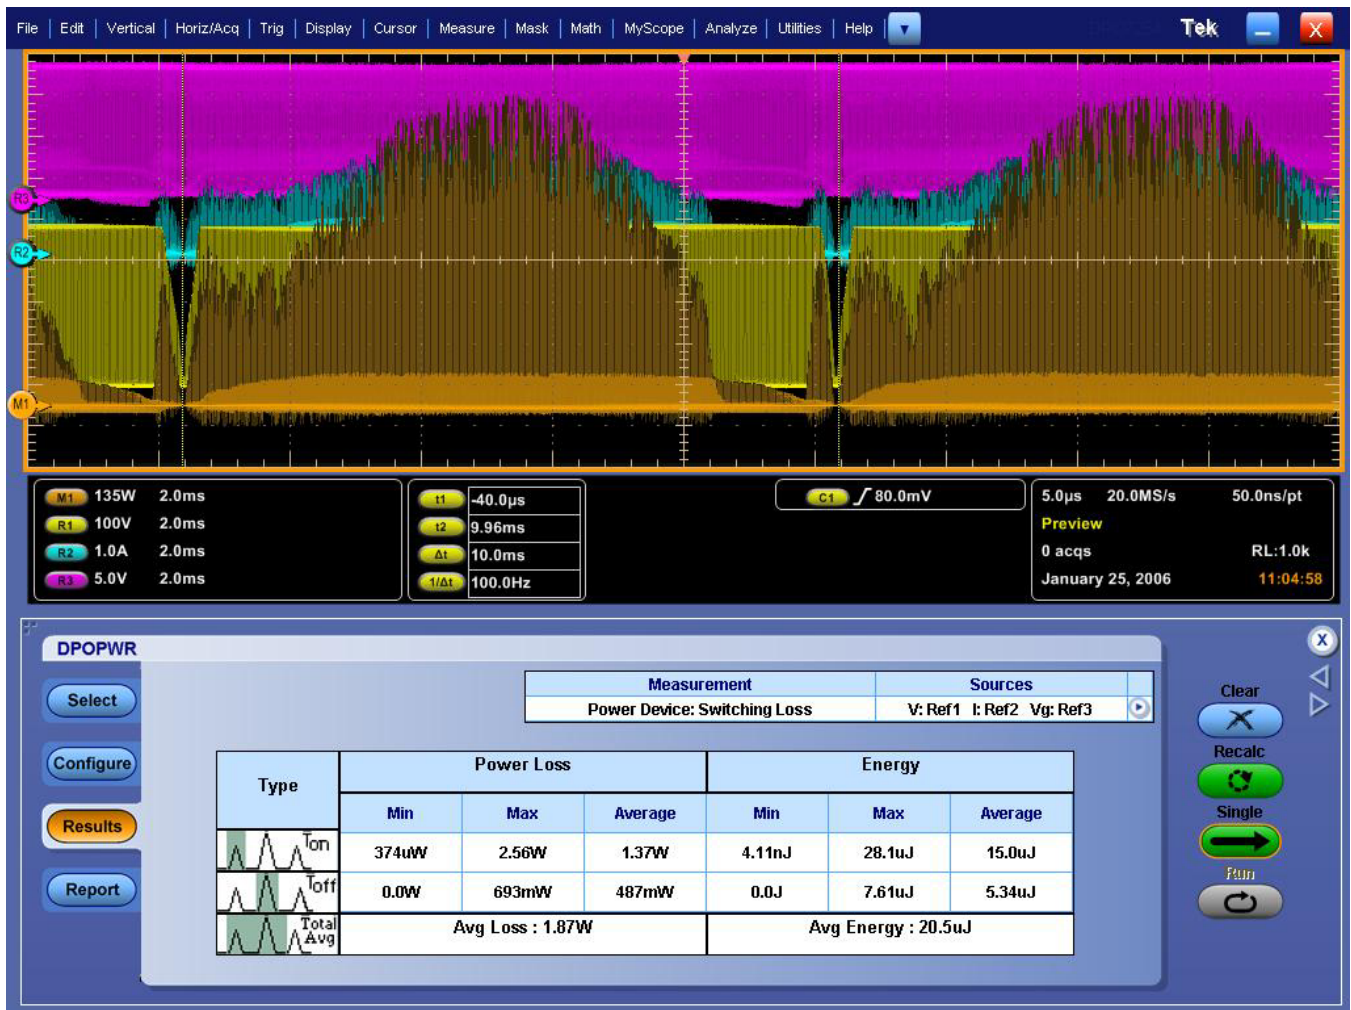 File | Edit | Vertical | Horiz/Acq | Trig | Display | Cursor | Measure | Mask | Math | MyScope | Analyze | Utilities | Help | Tek X
R3
R2
M1
M1 135W 2.0ms
R1 100V 2.0ms
R2 1.0A 2.0ms
R3 5.0V 2.0ms
t1 -40.0µs
t2 9.96ms
Δt 10.0ms
1/Δt 100.0Hz
C1 80.0mV
5.0µs 20.0MS/s 50.0ns/pt
Preview
0 acqs RL:1.0k
January 25, 2006 11:04:58
DPOPWR
X
Select
Configure
Results
Report
Measurement Sources
Power Device: Switching Loss V: Ref1 I: Ref2 Vg: Ref3
Type Power Loss Energy
Min Max Average Min Max Average
Ton 374uW 2.56W 1.37W 4.11nJ 28.1uJ 15.0uJ
Toff 0.0W 693mW 487mW 0.0J 7.61uJ 5.34uJ
Total Avg Avg Loss : 1.87W Avg Energy : 20.5uJ
Clear
Recalc
Single
Run